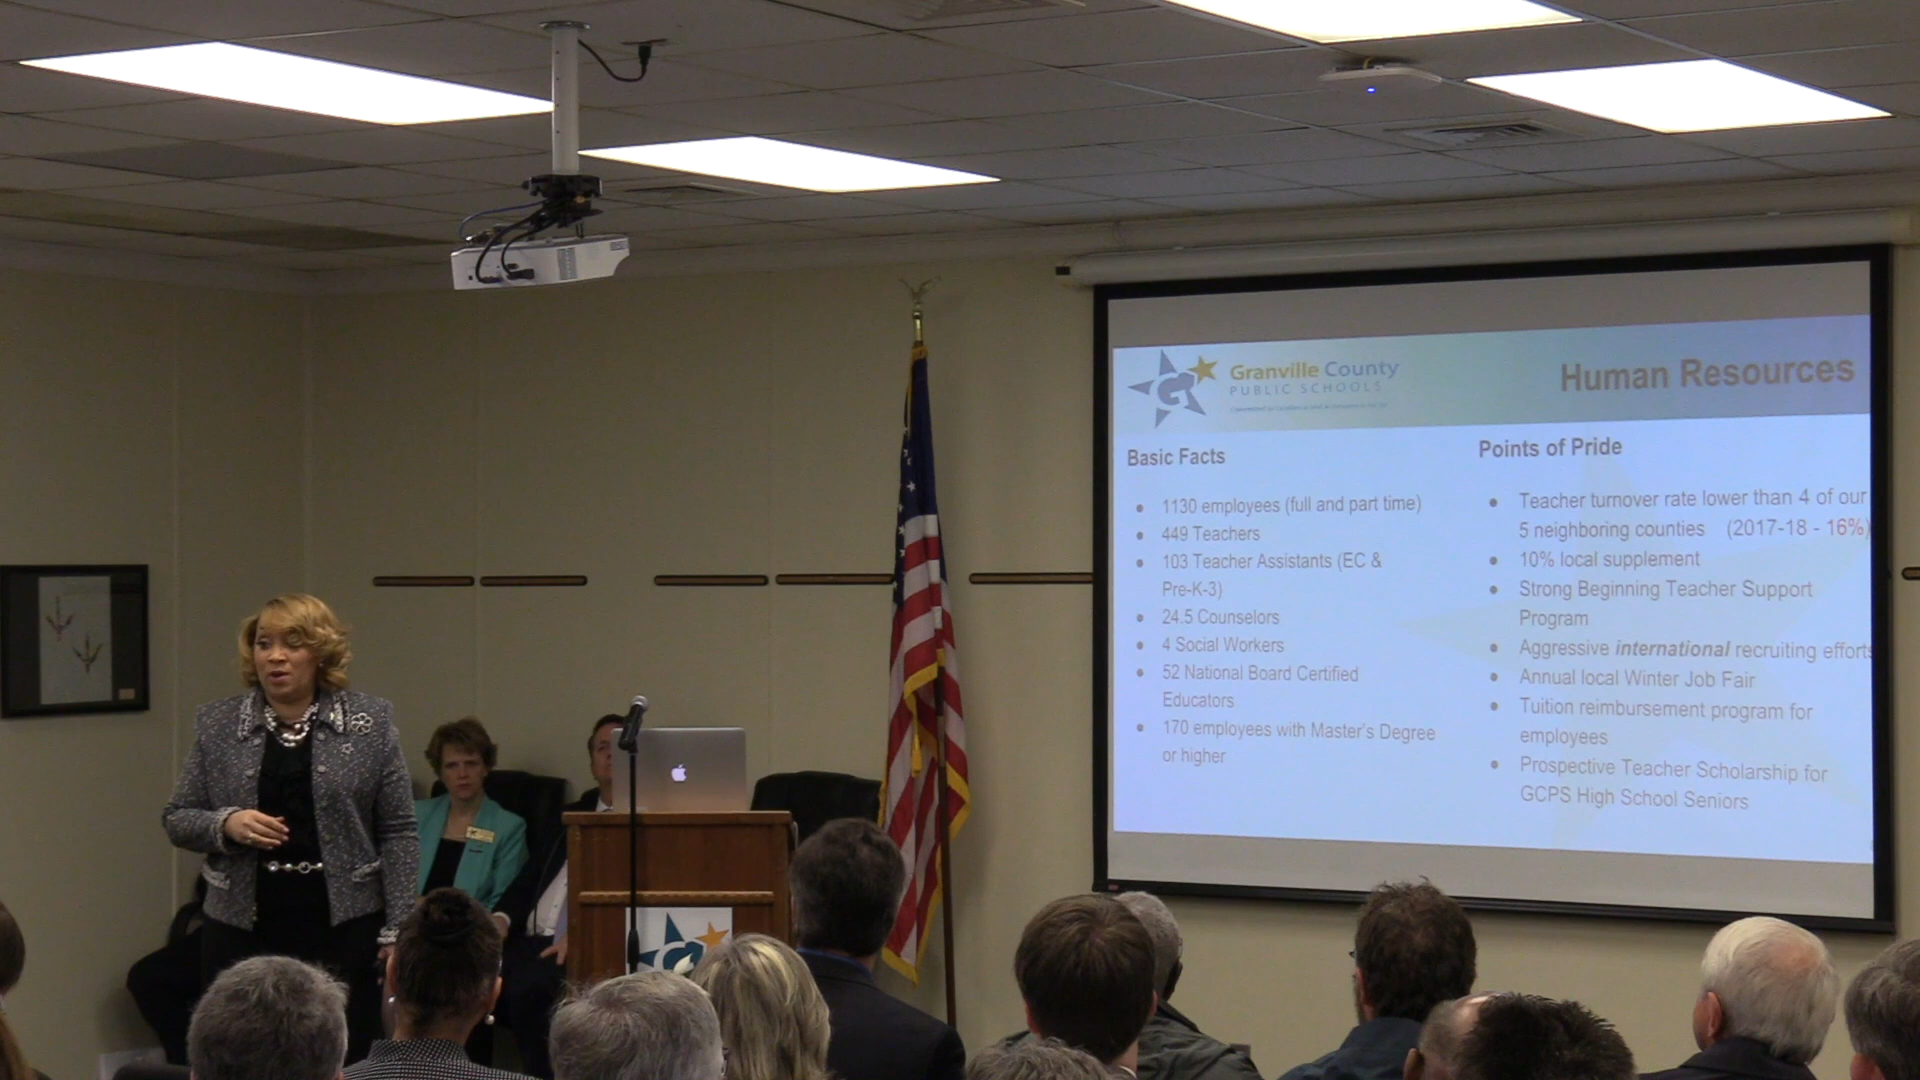 Granville County
PUBLIC SCHOOLS
Human Resources
Basic Facts
• 1130 employees (full and part time)
• 449 Teachers
• 103 Teacher Assistants (EC &
Pre-K-3)
• 24.5 Counselors
• 4 Social Workers
• 52 National Board Certified
Educators
• 170 employees with Master's Degree
or higher
Points of Pride
• Teacher turnover rate lower than 4 of our
5 neighboring counties (2017-18 - 16%)
• 10% local supplement
• Strong Beginning Teacher Support
Program
• Aggressive international recruiting efforts
• Annual local Winter Job Fair
• Tuition reimbursement program for
employees
• Prospective Teacher Scholarship for
GCPS High School Seniors